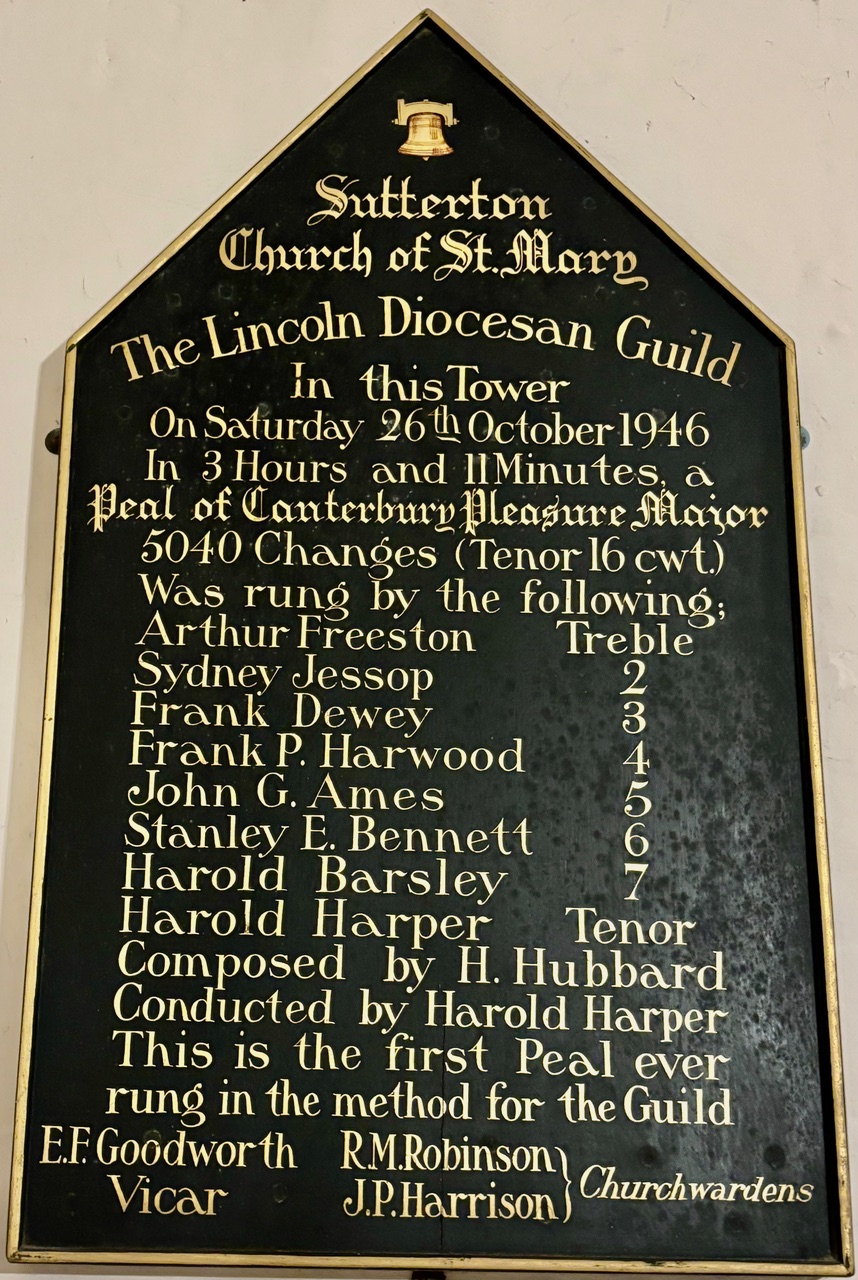 Sutterton
Church of St. Mary
The Lincoln Diocesan Guild
In this Tower
On Saturday 26th October 1946
In 3 Hours and 11 Minutes, a
Peal of Canterbury Pleasure Major
5040 Changes (Tenor 16 cwt.)
Was rung by the following;
Arthur Freeston Treble
Sydney Jessop 2
Frank Dewey 3
Frank P. Harwood 4
John G. Ames 5
Stanley E. Bennett 6
Harold Barsley 7
Harold Harper Tenor
Composed by H. Hubbard
Conducted by Harold Harper
This is the first Peal ever
rung in the method for the Guild
E.F. Goodworth R.M. Robinson
Vicar J.P. Harrison } Churchwardens